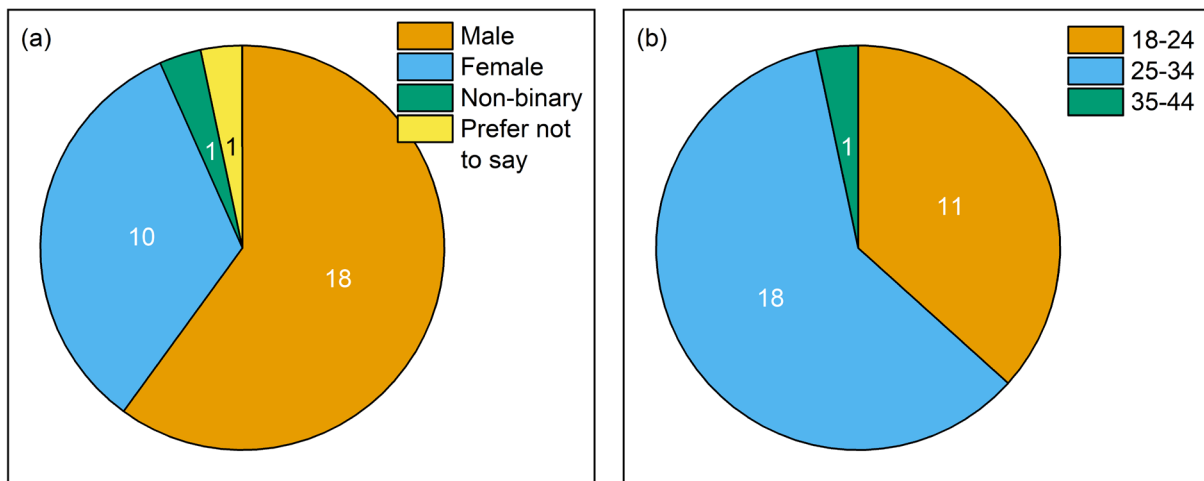 (a)
Male
Female
Non-binary
Prefer not
to say
1
1
10
18
(b)
18-24
25-34
35-44
1
11
18